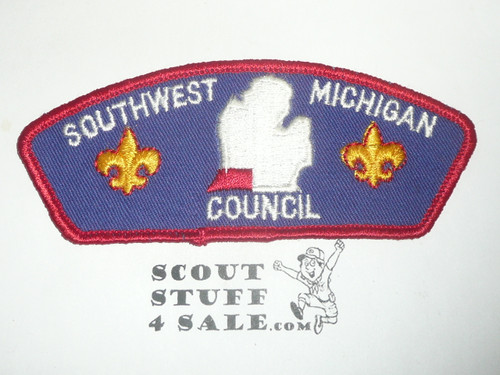 SOUTHWEST MICHIGAN
COUNCIL
SCOUT
STUFF
4 SALE.COM